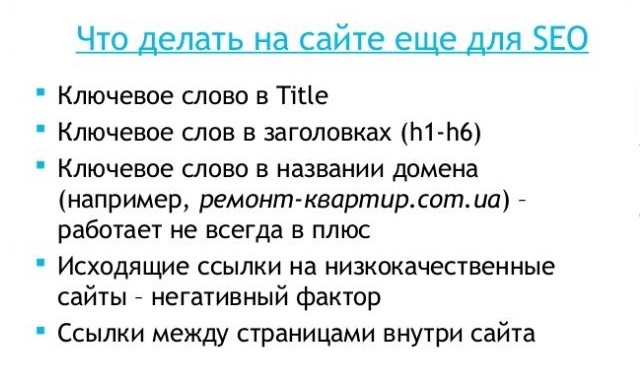 Что делать на сайте еще для SEO
Ключевое слово в Title
Ключевое слов в заголовках (h1-h6)
Ключевое слово в названии домена
(например, ремонт-квартир.com.ua) –
работает не всегда в плюс
Исходящие ссылки на низкокачественные
сайты – негативный фактор
Ссылки между страницами внутри сайта